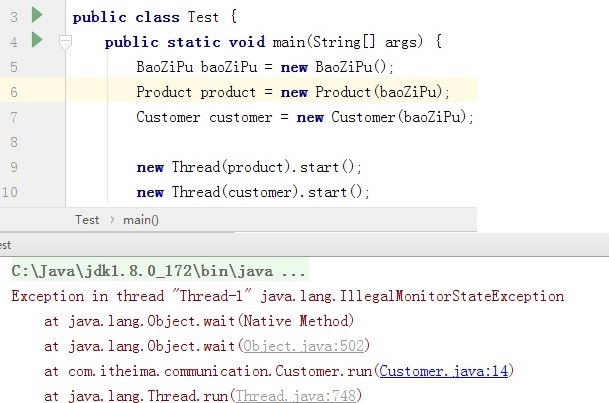 3 public class Test {
4 public static void main(String[] args) {
5 BaoZiPu baoZiPu = new BaoZiPu();
6 Product product = new Product(baoZiPu);
7 Customer customer = new Customer(baoZiPu);
8
9 new Thread(product).start();
10 new Thread(customer).start();
Test › main()
est
C:\Java\jdk1.8.0_172\bin\java ...
Exception in thread "Thread-1" java.lang.IllegalMonitorStateException
at java.lang.Object.wait(Native Method)
at java.lang.Object.wait(Object.java:502)
at com.itheima.communication.Customer.run(Customer.java:14)
at java.lang.Thread.run(Thread.java:748)